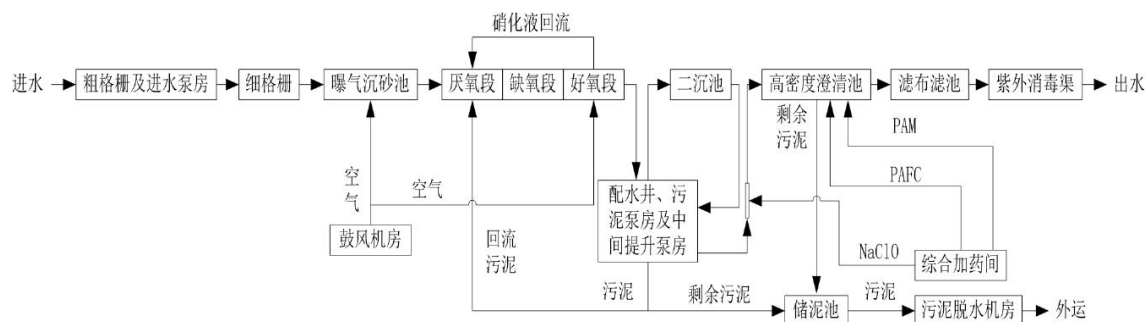 硝化液回流
进水
粗格栅及进水泵房
细格栅
曝气沉砂池
厌氧段
缺氧段
好氧段
二沉池
高密度澄清池
滤布滤池
紫外消毒渠
出水
剩余
污泥
PAM
PAFC
空气
空气
鼓风机房
回流
污泥
配水井、污
泥泵房及中
间提升泵房
NaClO
综合加药间
污泥
剩余污泥
储泥池
污泥
污泥脱水机房
外运